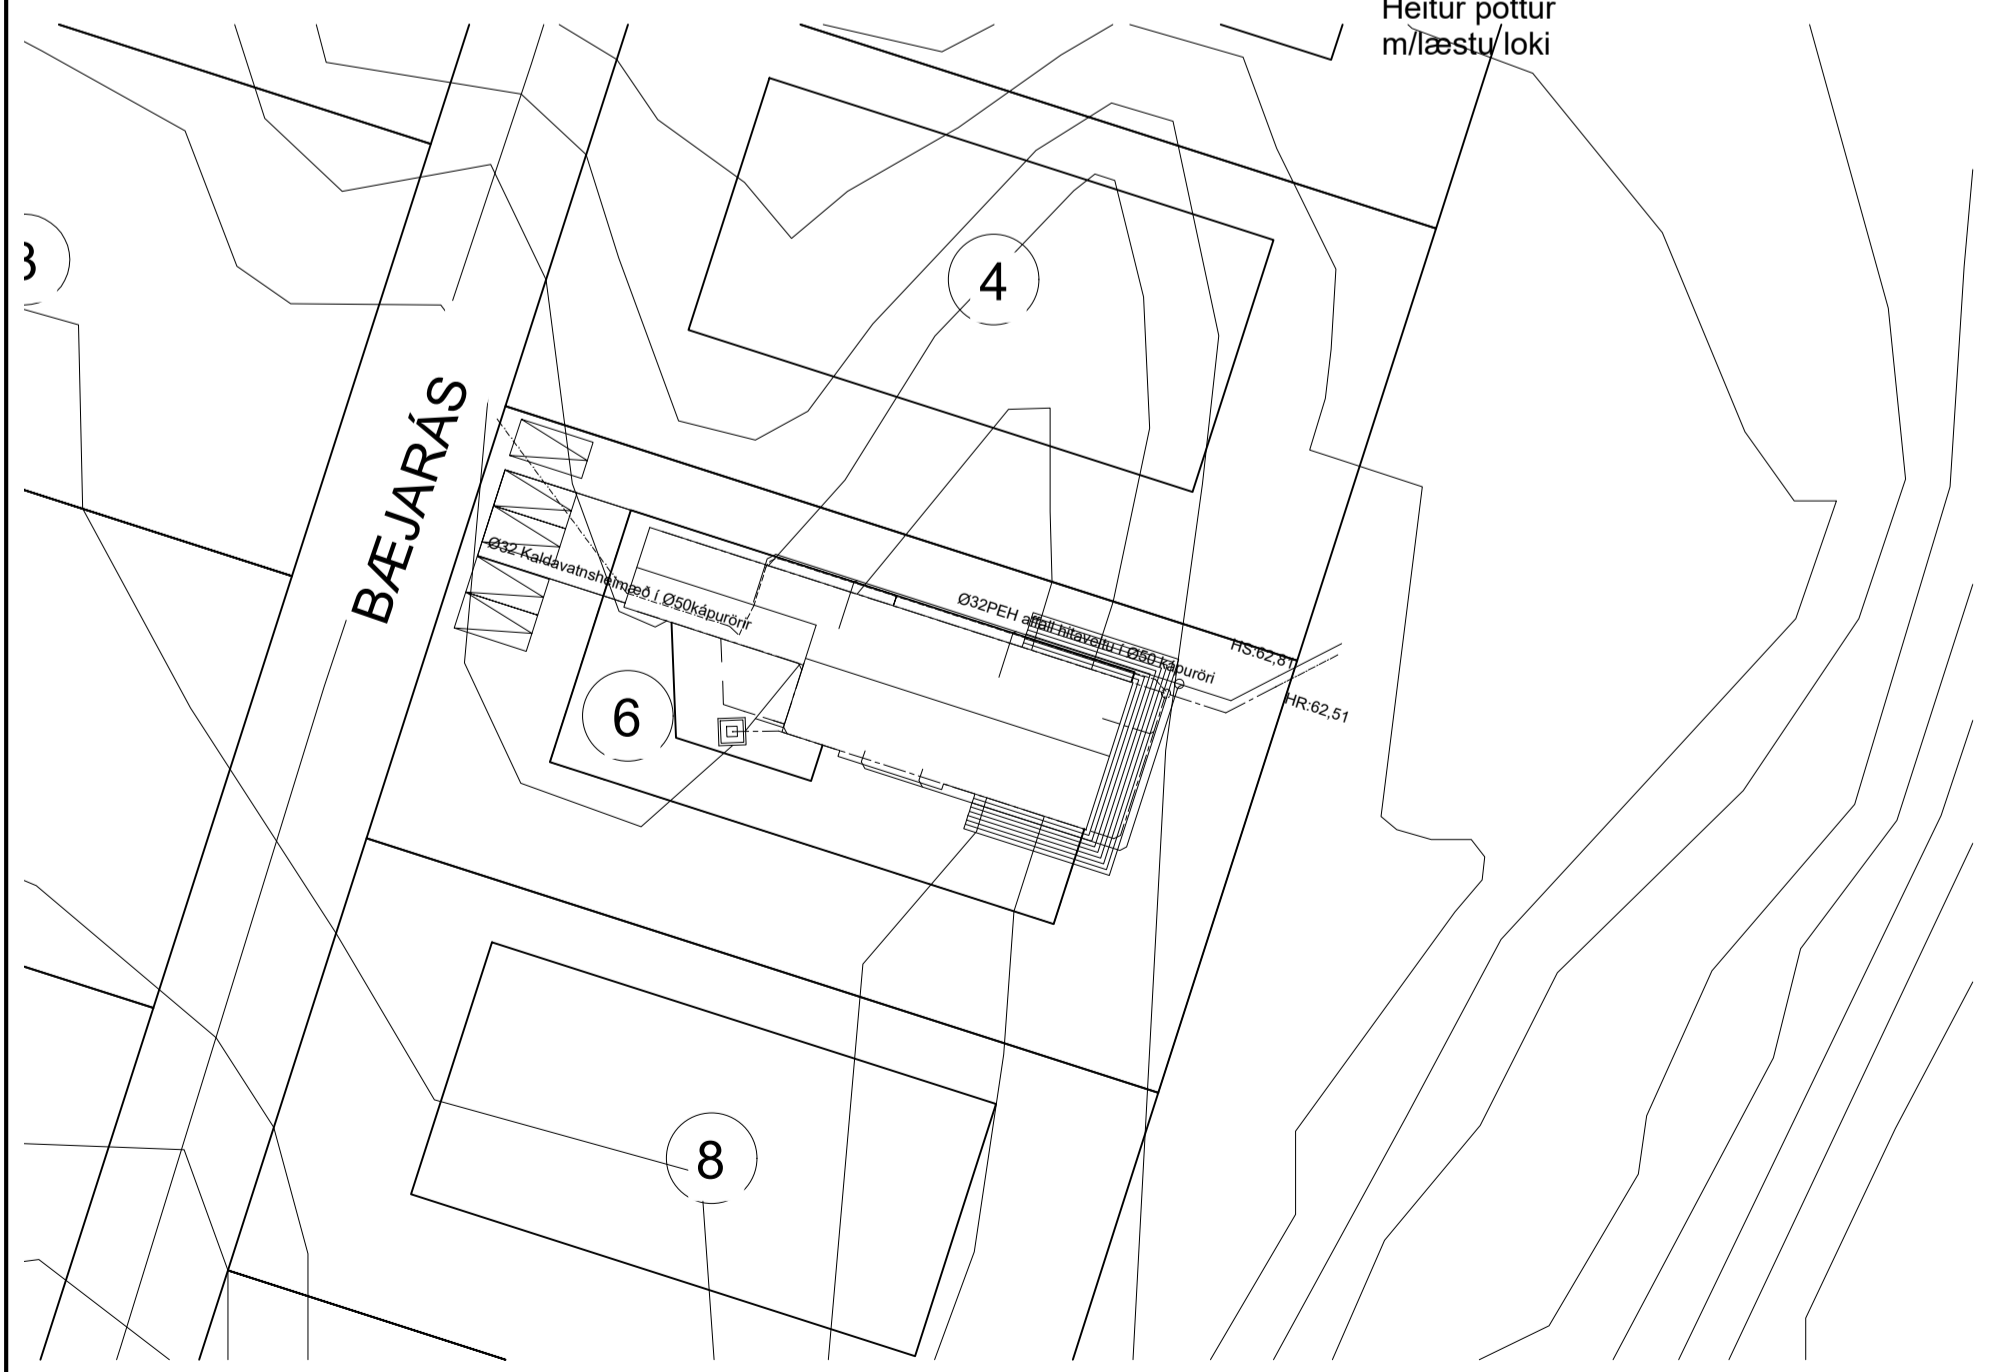 Heitur pottur
m/læstu loki
3
4
BÆJARÁS
Ø32 Kaldavatnsheimæð í Ø50kápurörir
Ø32PEH affall hitaveitu í Ø50 kápuröri
HS:62,81
HR:62,51
6
8